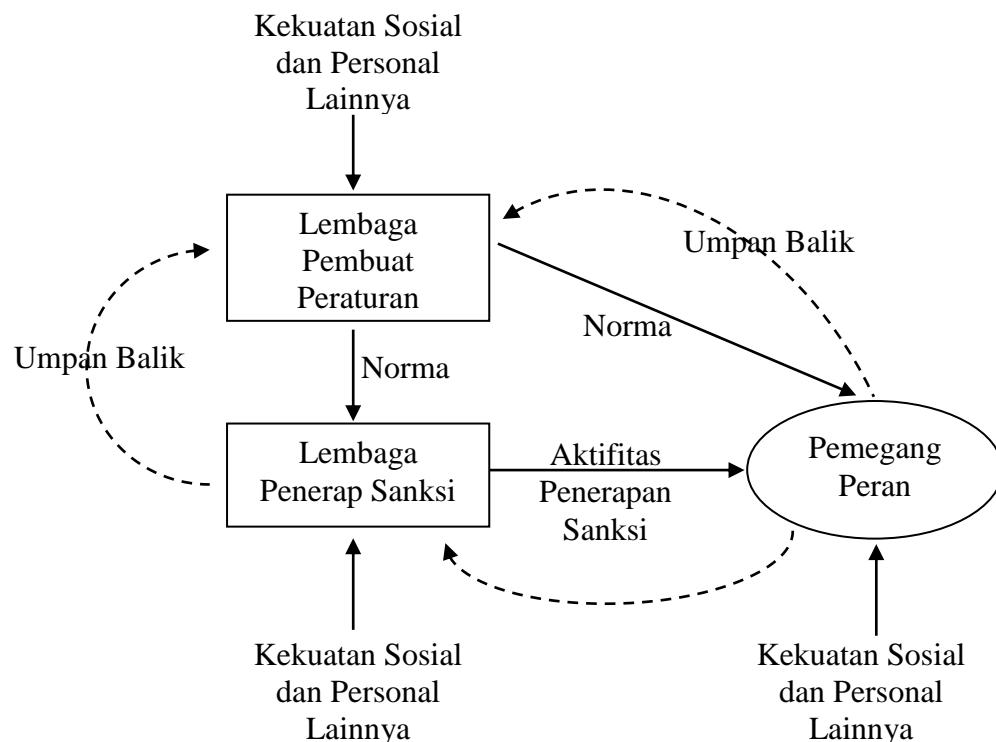 Kekuatan Sosial
dan Personal
Lainnya
Lembaga
Pembuat
Peraturan
Umpan Balik
Norma
Umpan Balik
Norma
Lembaga
Penerap Sanksi
Aktifitas
Penerapan
Sanksi
Pemegang
Peran
Kekuatan Sosial
dan Personal
Lainnya
Kekuatan Sosial
dan Personal
Lainnya